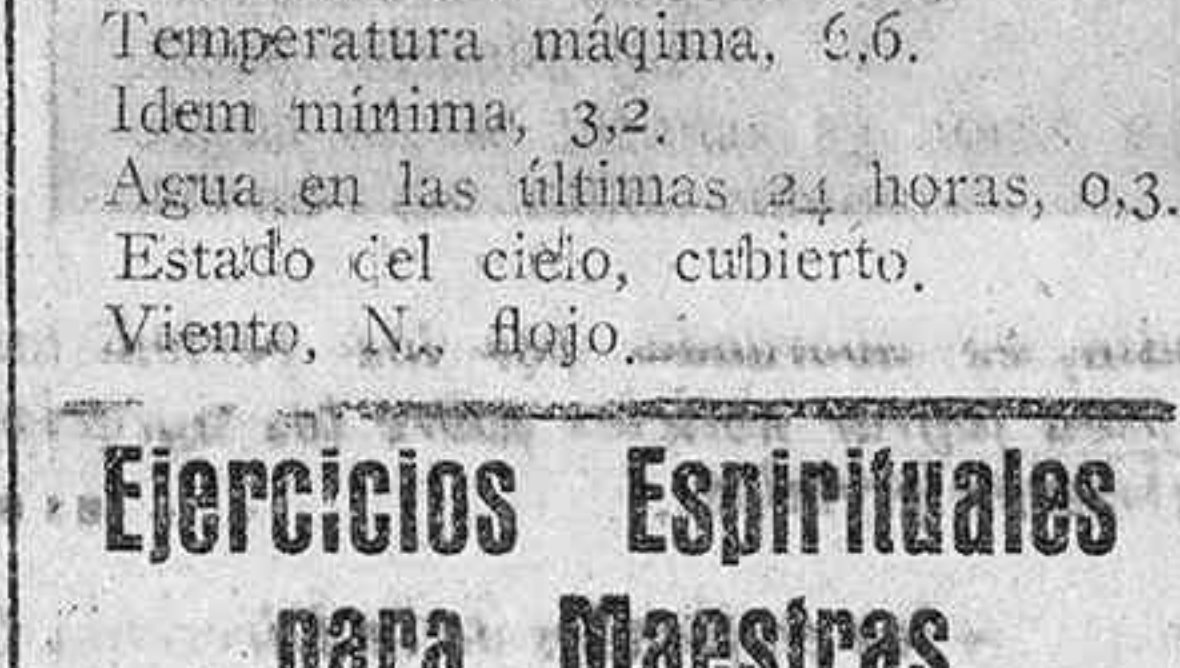 Temperatura máqima, 6,6.
Idem mínima, 3,2.
Agua en las últimas 24 horas, 0,3.
Estado del cielo, cubierto.
Viento, N., flojo.
Ejercicios Espirituales
para Maestras